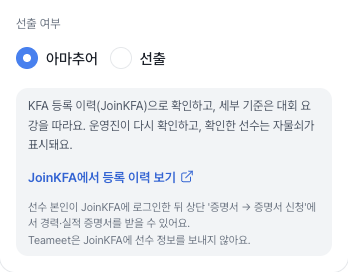 선출 여부
아마추어
선출
KFA 등록 이력(JoinKFA)으로 확인하고, 세부 기준은 대회 요
강을 따라요. 운영진이 다시 확인하고, 확인한 선수는 자물쇠가
표시돼요.
JoinKFA에서 등록 이력 보기
선수 본인이 JoinKFA에 로그인한 뒤 상단 '증명서 → 증명서 신청'에
서 경력·실적 증명서를 받을 수 있어요.
Teameet은 JoinKFA에 선수 정보를 보내지 않아요.